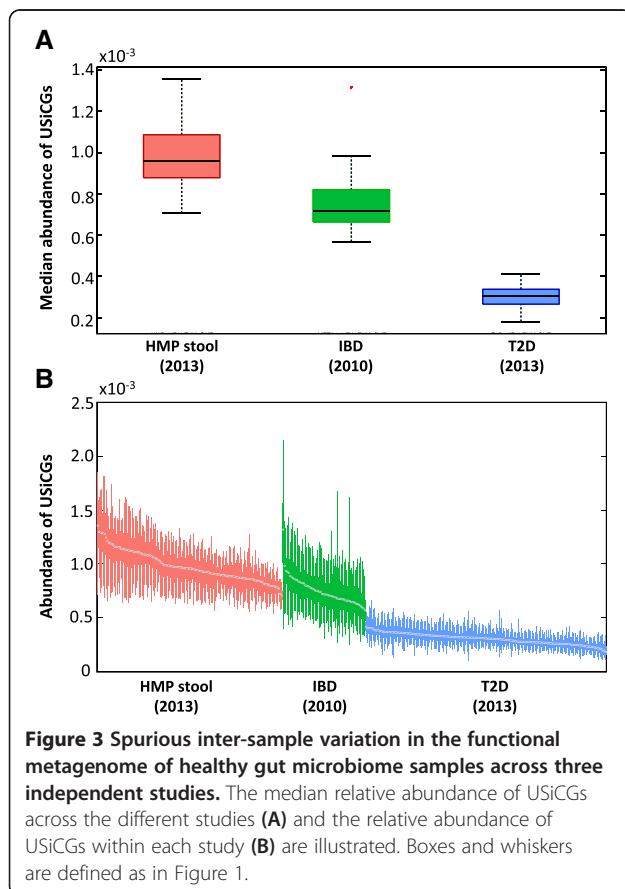 A
x10-3
1.4
1.2
1.0
0.8
0.6
0.4
0.2
Median abundance of USiCGs
HMP stool
(2013)
IBD
(2010)
T2D
(2013)
B
x10-3
2.5
2.0
1.5
1.0
0.5
0
Abundance of USiCGs
HMP stool
(2013)
IBD
(2010)
T2D
(2013)
Figure 3 Spurious inter-sample variation in the functional
metagenome of healthy gut microbiome samples across three
independent studies. The median relative abundance of USiCGs
across the different studies (A) and the relative abundance of
USiCGs within each study (B) are illustrated. Boxes and whiskers
are defined as in Figure 1.